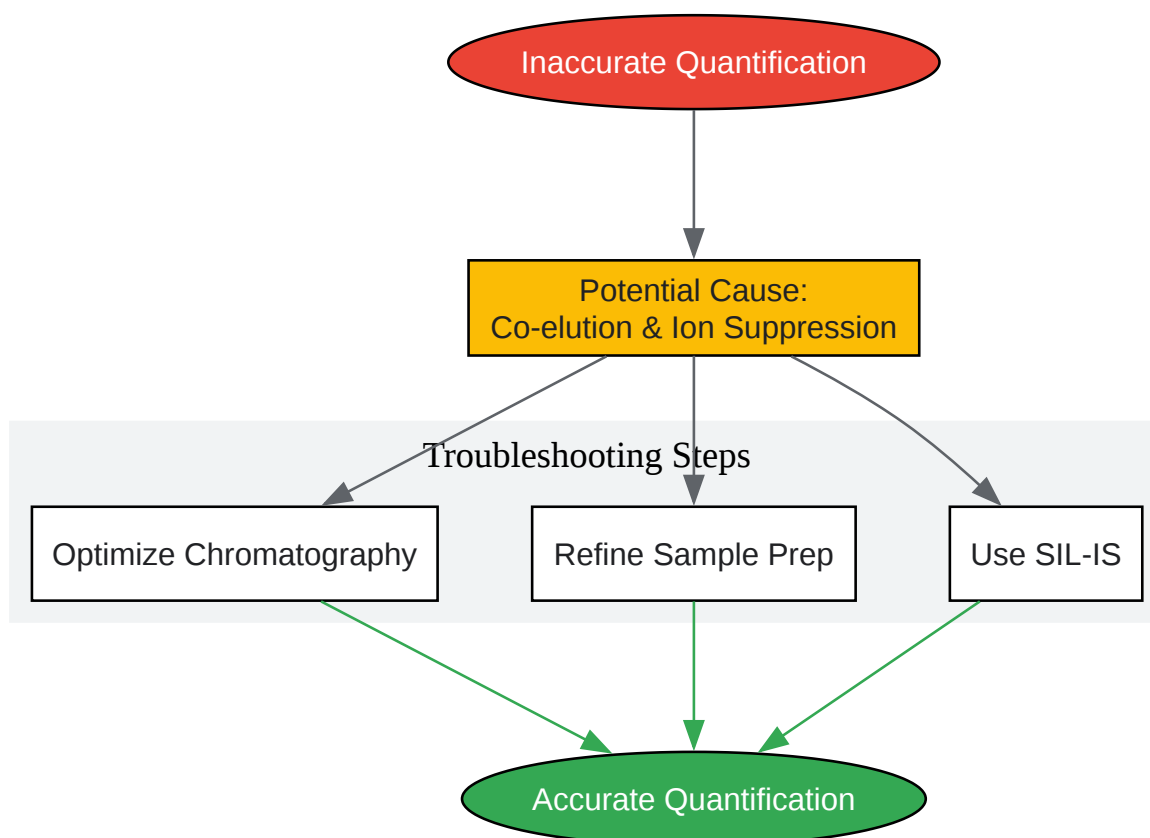 Inaccurate Quantification
Potential Cause:
Co-elution & Ion Suppression
Troubleshooting Steps
Optimize Chromatography
Refine Sample Prep
Use SIL-IS
Accurate Quantification